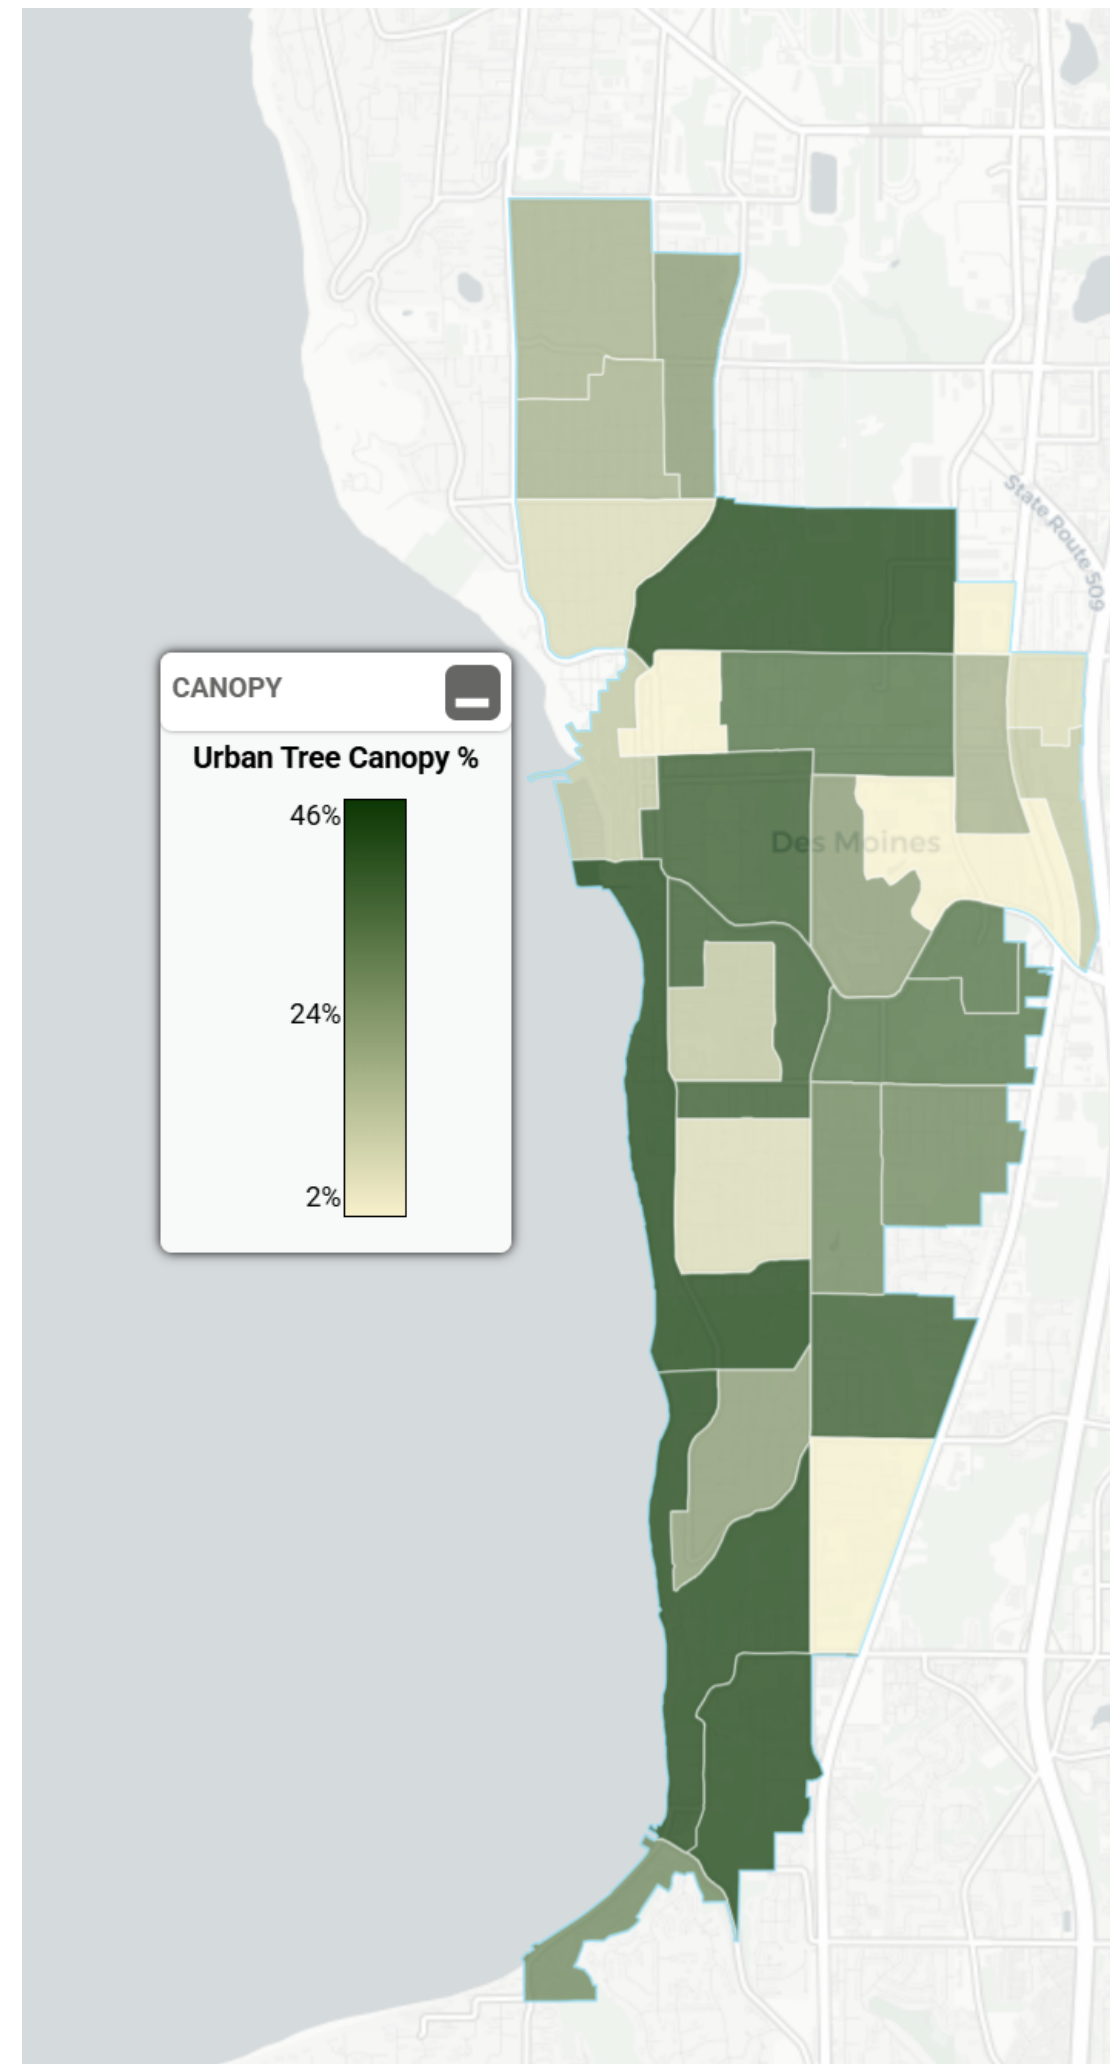 State Route 509
CANOPY
Urban Tree Canopy %
46%
Des Moines
24%
2%